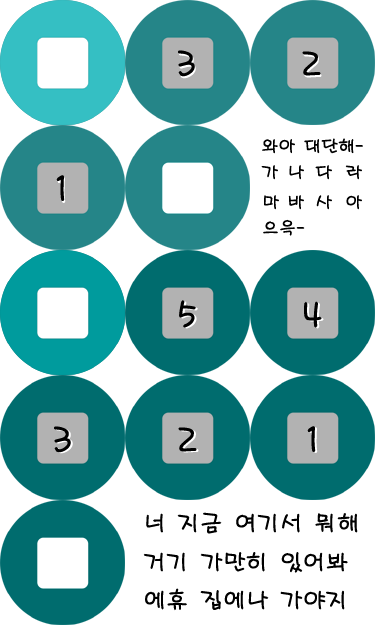 3 2
와아 대단해-
1
가 나 다 라
마 바 사 아
으윽-
5 4
3 2 1
너 지금 여기서 뭐해
거기 가만히 있어봐
에휴 집에나 가야지